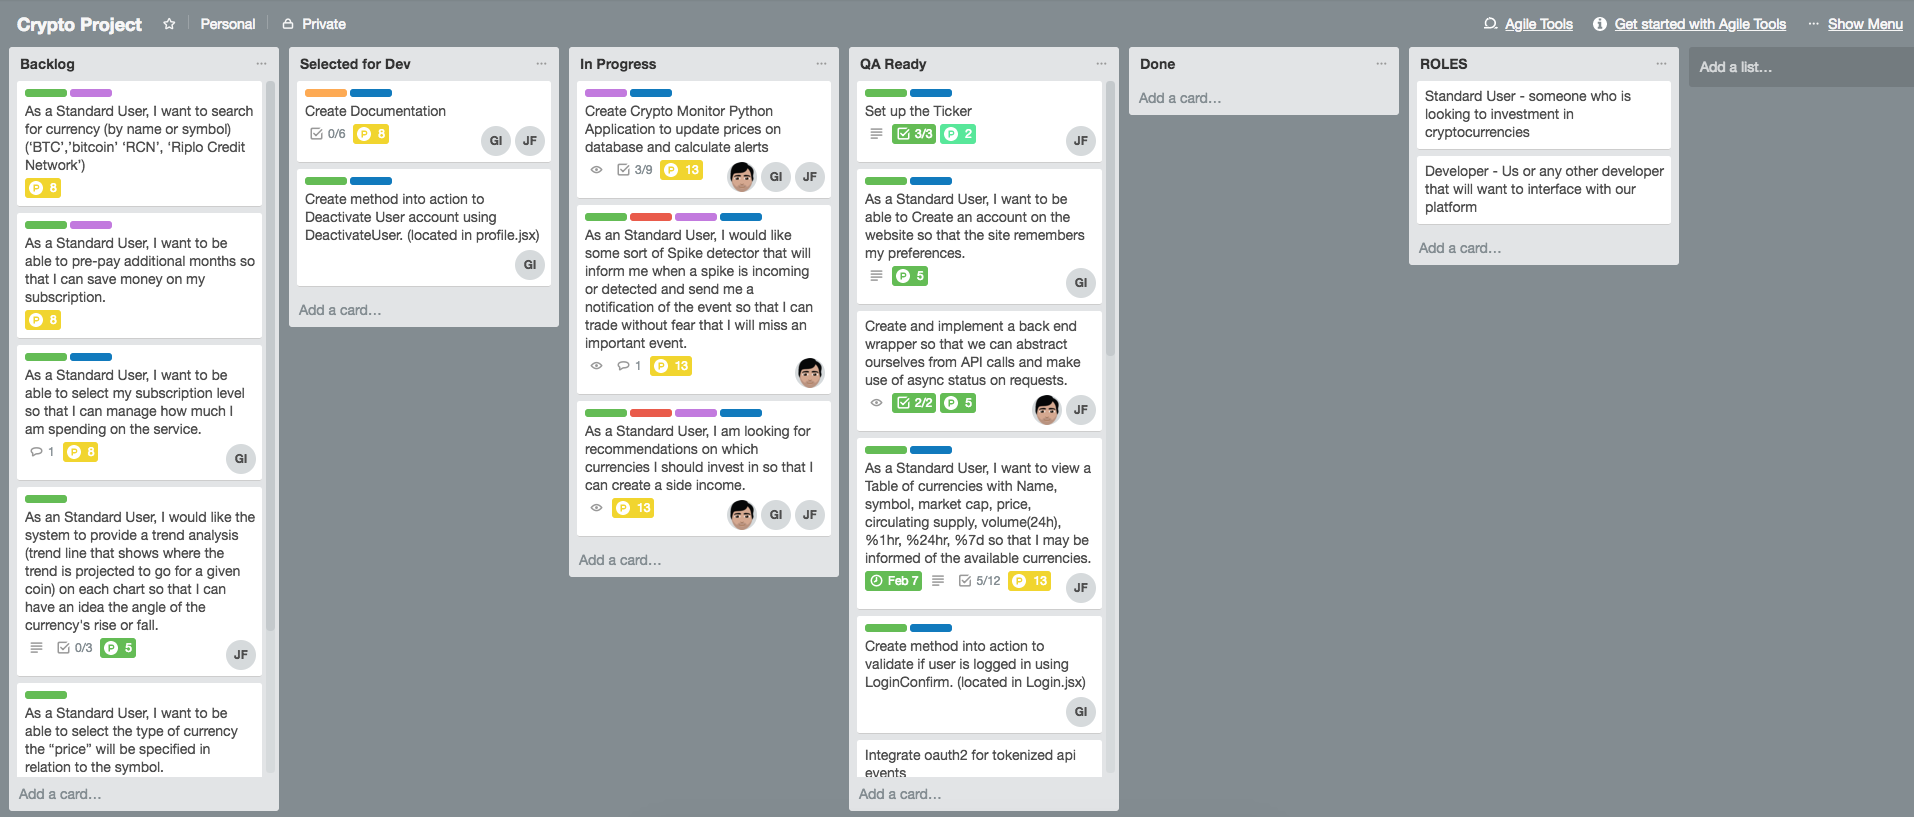 Crypto Project
Personal
Private
Agile Tools
Get started with Agile Tools
Show Menu
Backlog
As a Standard User, I want to search
for currency (by name or symbol)
('BTC','bitcoin' 'RCN', 'Riplo Credit
Network')
P 8
As a Standard User, I want to be
able to pre-pay additional months so
that I can save money on my
subscription.
P 8
As a Standard User, I want to be
able to select my subscription level
so that I can manage how much I
am spending on the service.
1 P 8
GI
As an Standard User, I would like the
system to provide a trend analysis
(trend line that shows where the
trend is projected to go for a given
coin) on each chart so that I can
have an idea the angle of the
currency's rise or fall.
0/3 P 5
JF
As a Standard User, I want to be
able to select the type of currency
the “price” will be specified in
relation to the symbol.
Add a card...
Selected for Dev
Create Documentation
0/6 P 8
GI JF
Create method into action to
Deactivate User account using
DeactivateUser. (located in profile.jsx)
GI
Add a card...
In Progress
Create Crypto Monitor Python
Application to update prices on
database and calculate alerts
3/9 P 13
GI JF
As an Standard User, I would like
some sort of Spike detector that will
inform me when a spike is incoming
or detected and send me a
notification of the event so that I can
trade without fear that I will miss an
important event.
1 P 13
As a Standard User, I am looking for
recommendations on which
currencies I should invest in so that I
can create a side income.
P 13
GI JF
Add a card...
QA Ready
Set up the Ticker
3/3 P 2
JF
As a Standard User, I want to be
able to Create an account on the
website so that the site remembers
my preferences.
P 5
GI
Create and implement a back end
wrapper so that we can abstract
ourselves from API calls and make
use of async status on requests.
2/2 P 5
JF
As a Standard User, I want to view a
Table of currencies with Name,
symbol, market cap, price,
circulating supply, volume(24h),
%1hr, %24hr, %7d so that I may be
informed of the available currencies.
Feb 7 5/12 P 13
JF
Create method into action to
validate if user is logged in using
LoginConfirm. (located in Login.jsx)
GI
Integrate oauth2 for tokenized api
events
Add a card...
Done
Add a card...
ROLES
Standard User - someone who is
looking to investment in
cryptocurrencies
Developer - Us or any other developer
that will want to interface with our
platform
Add a card...
Add a list...